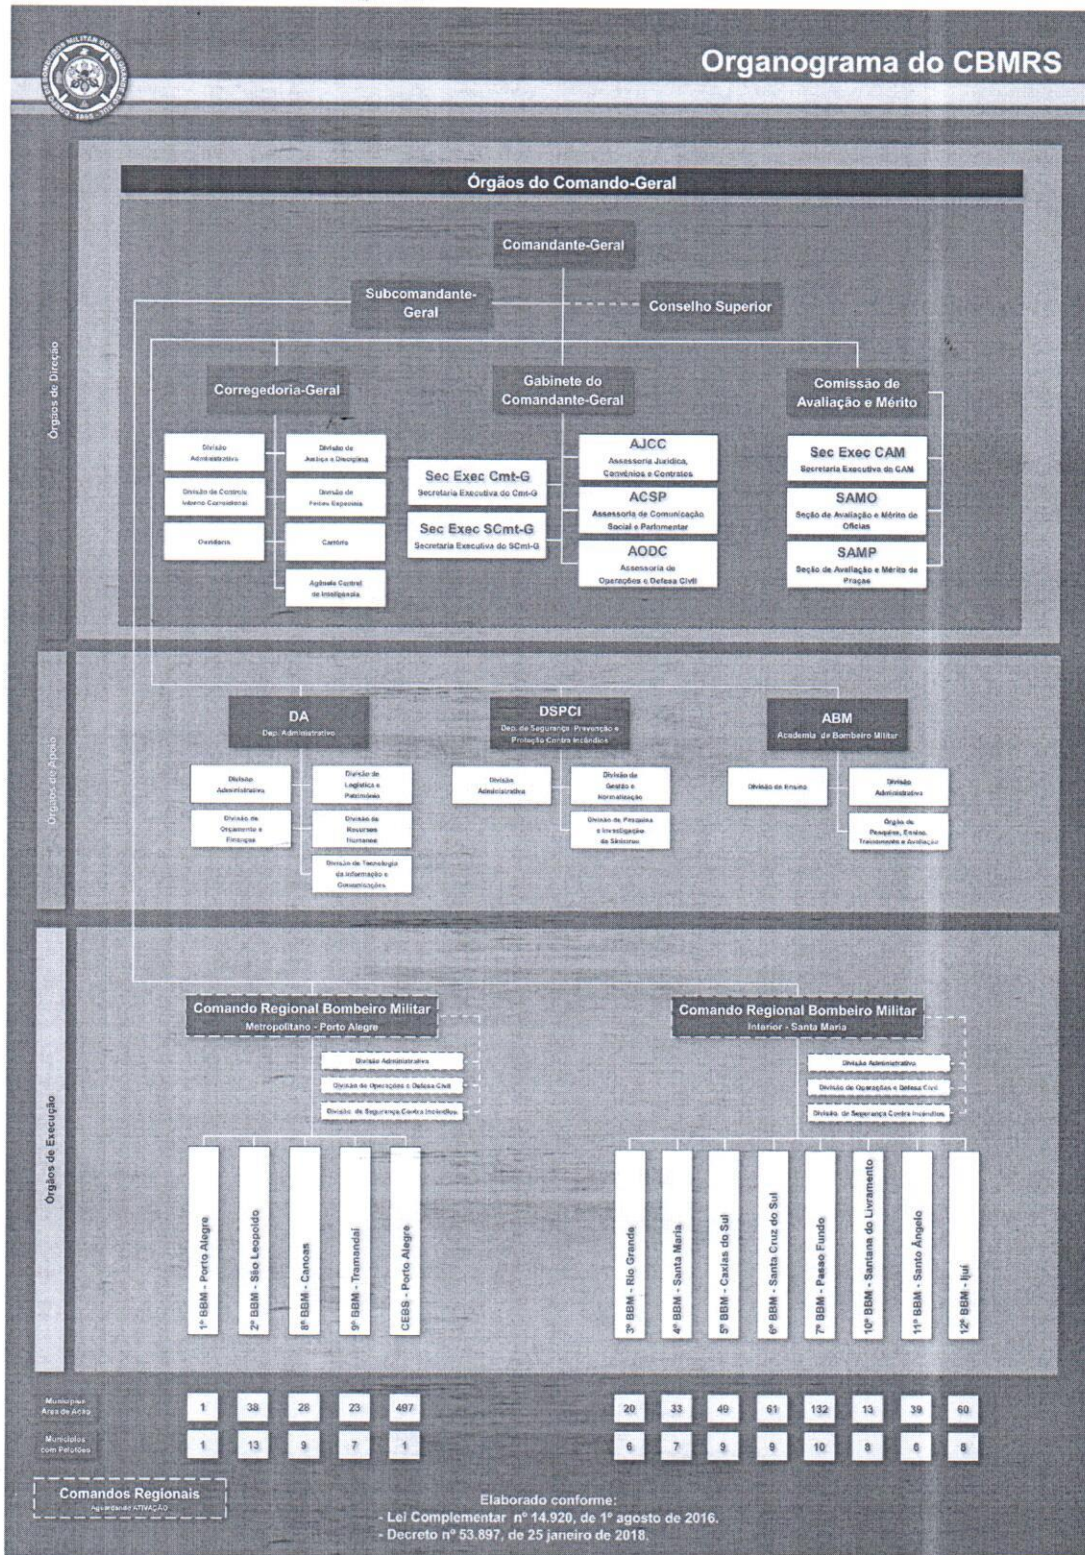 CORPO DE BOMBEIROS MILITAR DO RIO GRANDE DO SUL
Organograma do CBMRS
Órgãos de Direção
Órgãos do Comando-Geral
Comandante-Geral
Subcomandante-
Geral
Conselho Superior
Corregedoria-Geral
Gabinete do
Comandante-Geral
Comissão de
Avaliação e Mérito
Divisão
Administrativa
Divisão de
Justiça e Disciplina
Divisão de Controle
Interno Correicional
Divisão de
Feitos Especiais
Ouvidoria
Cartório
Agência Central
de Inteligência
Sec Exec Cmt-G
Secretaria Executiva do Cmt-G
Sec Exec SCmt-G
Secretaria Executiva do SCmt-G
AJCC
Assessoria Jurídica,
Convênios e Contratos
ACSP
Assessoria de Comunicação
Social e Parlamentar
AODC
Assessoria de
Operações e Defesa Civil
Sec Exec CAM
Secretaria Executiva da CAM
SAMO
Seção de Avaliação e Mérito de
Oficiais
SAMP
Seção de Avaliação e Mérito de
Praças
Órgãos de Apoio
DA
Dep. Administrativo
Divisão
Administrativa
Divisão de
Logística e
Patrimônio
Divisão de
Orçamento e
Finanças
Divisão de
Recursos
Humanos
Divisão de Tecnologia
da Informação e
Comunicações
DSPCI
Dep. de Segurança, Prevenção e
Proteção Contra Incêndios
Divisão
Administrativa
Divisão de
Gestão e
Normatização
Divisão de Pesquisa
e Investigação
de Sinistros
ABM
Academia de Bombeiro Militar
Divisão de Ensino
Divisão
Administrativa
Órgão de
Pesquisa, Ensino,
Treinamento e Avaliação
Órgãos de Execução
Comando Regional Bombeiro Militar
Metropolitano - Porto Alegre
Divisão Administrativa
Divisão de Operações e Defesa Civil
Divisão de Segurança Contra Incêndios
Comando Regional Bombeiro Militar
Interior - Santa Maria
Divisão Administrativa
Divisão de Operações e Defesa Civil
Divisão de Segurança Contra Incêndios
1º BBM - Porto Alegre
2º BBM - São Leopoldo
8º BBM - Canoas
9º BBM - Tramandaí
CEBS - Porto Alegre
3º BBM - Rio Grande
4º BBM - Santa Maria
5º BBM - Caxias do Sul
6º BBM - Santa Cruz do Sul
7º BBM - Passo Fundo
10º BBM - Santana do Livramento
11º BBM - Santo Ângelo
12º BBM - Ijuí
Municípios
Área de Ação
1 38 28 23 497 20 33 49 61 132 13 39 60
Municípios
com Pelotões
1 13 9 7 1 6 7 9 9 10 8 6 8
Comandos Regionais
Aguardando ATIVAÇÃO
Elaborado conforme:
- Lei Complementar nº 14.920, de 1º agosto de 2016.
- Decreto nº 53.897, de 25 janeiro de 2018.